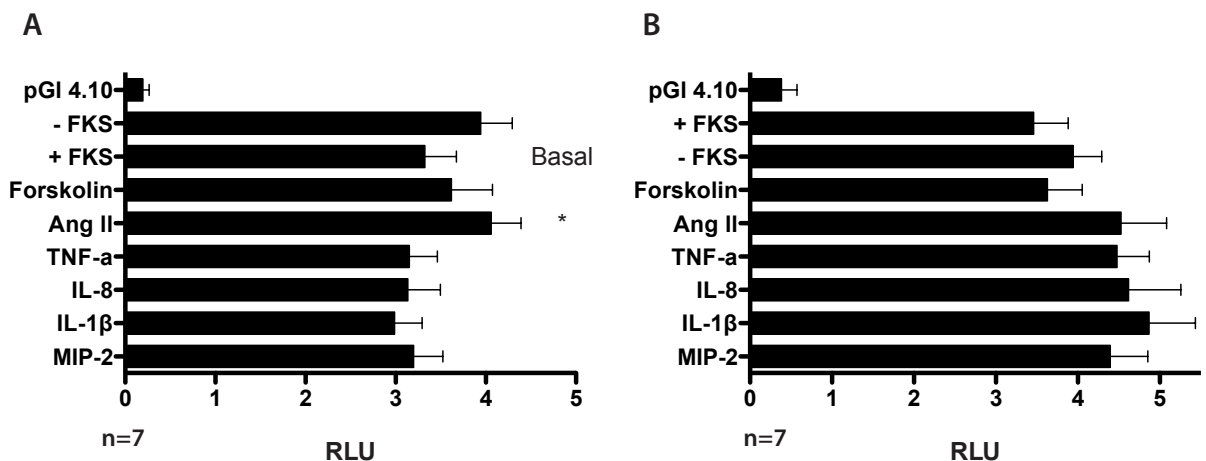 A
pGl 4.10
- FKS
+ FKS
Basal
Forskolin
Ang II
*
TNF-a
IL-8
IL-1β
MIP-2
0 1 2 3 4 5
n=7
RLU
B
pGl 4.10
+ FKS
- FKS
Forskolin
Ang II
TNF-a
IL-8
IL-1β
MIP-2
0 1 2 3 4 5
n=7
RLU